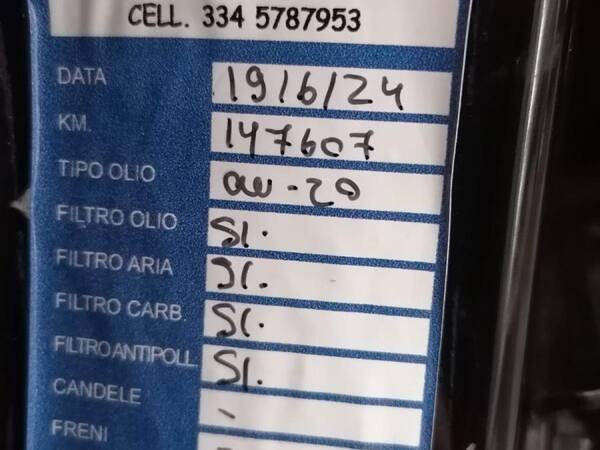 CELL. 334 5787953
DATA 19/6/24
KM. 147607
TIPO OLIO 0W-20
FILTRO OLIO SI.
FILTRO ARIA SI.
FILTRO CARB. SI.
FILTRO ANTIPOLL. SI.
CANDELE -
FRENI